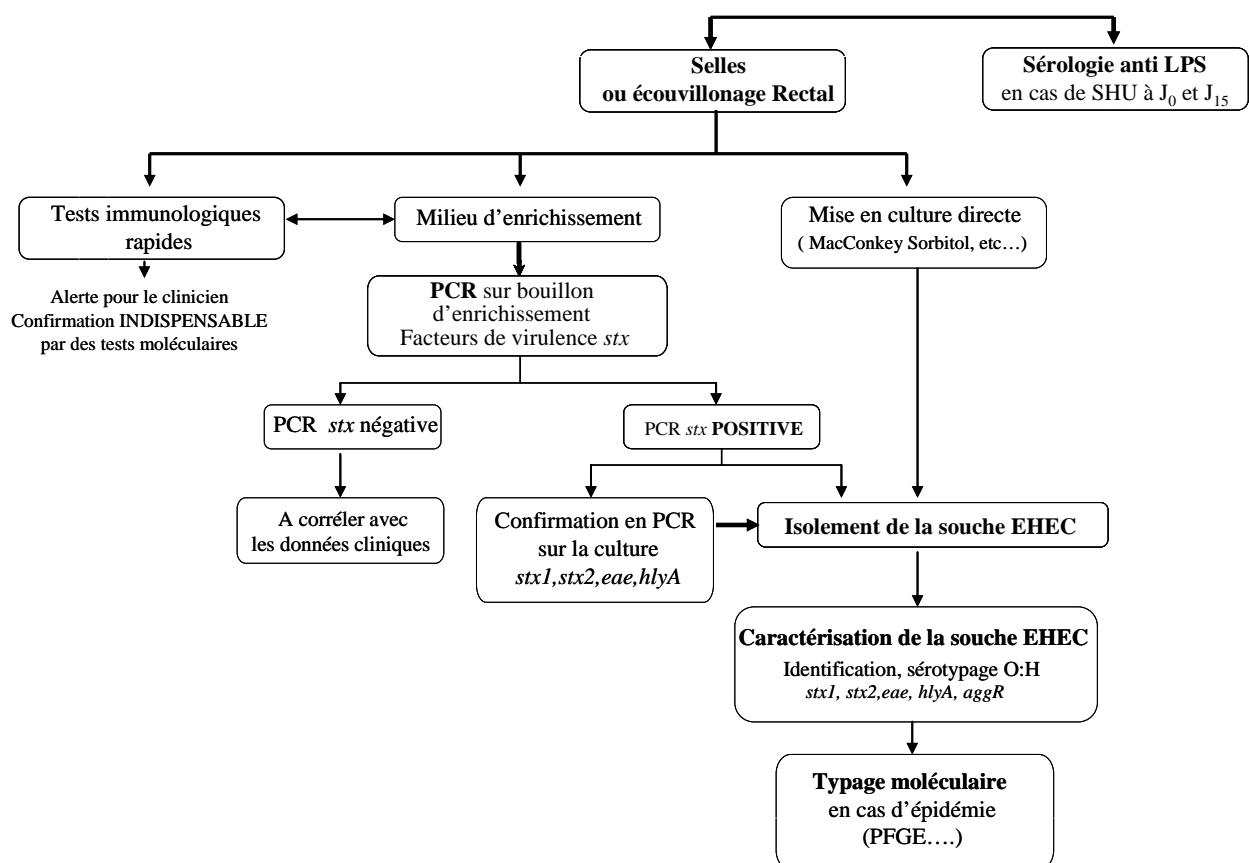 Selles
ou écouvillonage Rectal
Sérologie anti LPS
en cas de SHU à J0 et J15
Tests immunologiques
rapides
Milieu d’enrichissement
Mise en culture directe
( MacConkey Sorbitol, etc…)
Alerte pour le clinicien
Confirmation INDISPENSABLE
par des tests moléculaires
PCR sur bouillon
d’enrichissement
Facteurs de virulence stx
PCR stx négative
PCR stx POSITIVE
A corréler avec
les données cliniques
Confirmation en PCR
sur la culture
stx1,stx2,eae,hlyA
Isolement de la souche EHEC
Caractérisation de la souche EHEC
Identification, sérotypage O:H
stx1, stx2,eae, hlyA, aggR
Typage moléculaire
en cas d’épidémie
(PFGE….)